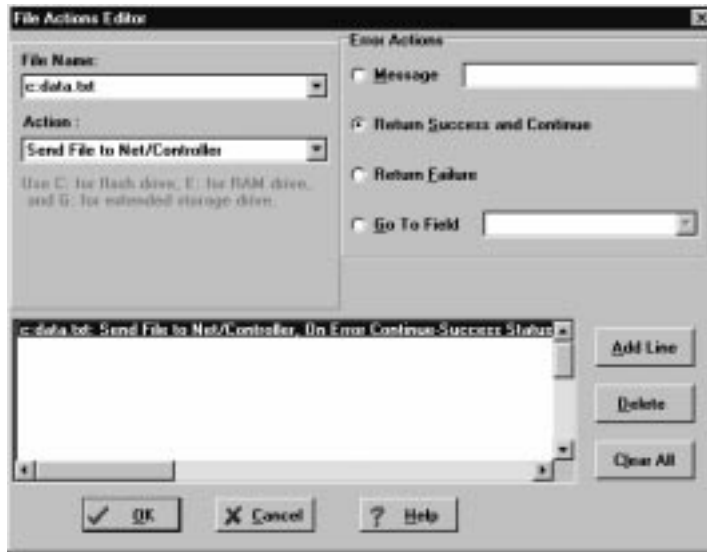 File Actions Editor
File Name:
c:data.txt
Action :
Send File to Net/Controller
Use C: for flash drive, E: for RAM drive,
and G: for extended storage drive.
Error Actions
Message
Return Success and Continue
Return Failure
Go To Field
c:data.txt: Send File to Net/Controller, On Error Continue-Success Status
Add Line
Delete
Clear All
OK
Cancel
? Help